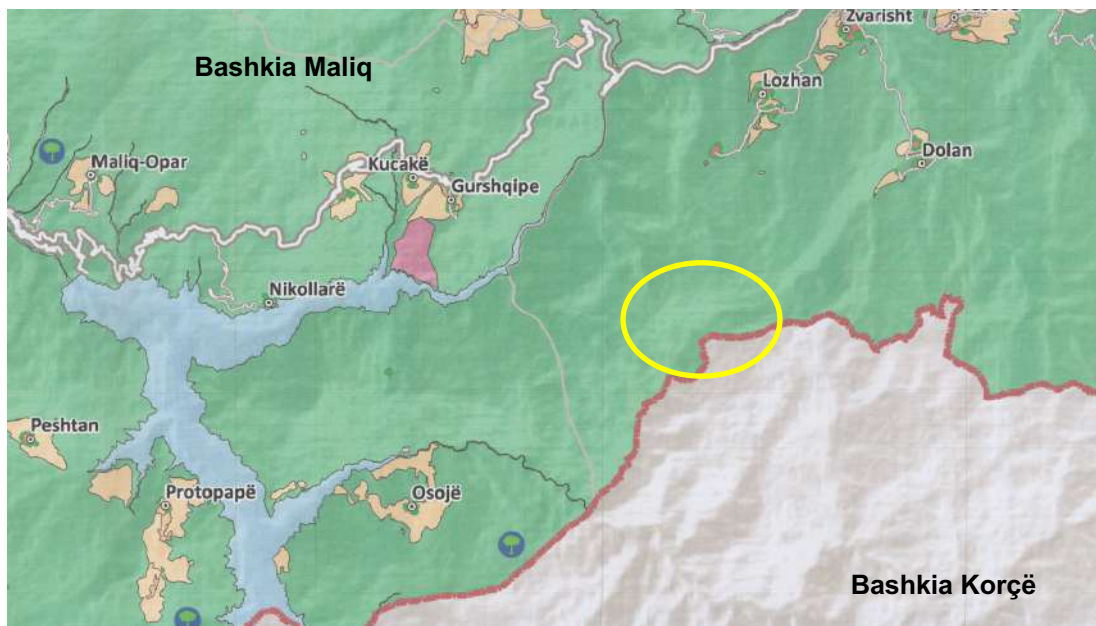 Zvarisht
Bashkia Maliq
Lozhan
Dolan
Maliq-Opar
Kucakë
Gurshqipe
Nikollarë
Peshtan
Protopapë
Osojë
Bashkia Korçë